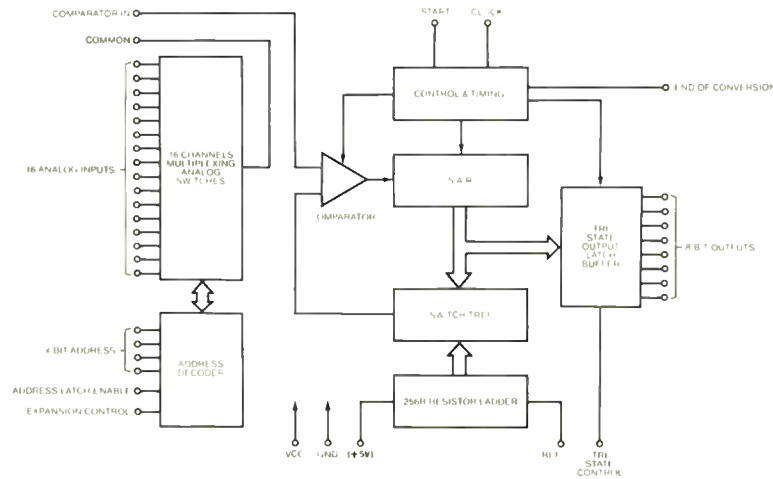 COMPARATOR IN
START
CLOCK
COMMON
CONTROL & TIMING
END OF CONVERSION
16 ANALOG INPUTS
16 CHANNELS
MULTIPLEXING
ANALOG
SWITCHES
S.A.R.
OMPARATOR
TRI
STATE
OUTPUT
LATCH
BUFFER
8 BIT OUTPUTS
SWITCH TREE
4 BIT ADDRESS
ADDRESS
DECODER
ADDRESS LATCH ENABLE
EXPANSION CONTROL
256R RESISTOR LADDER
VCC
GND
(+5V)
REF
TRI
STATE
CONTROL